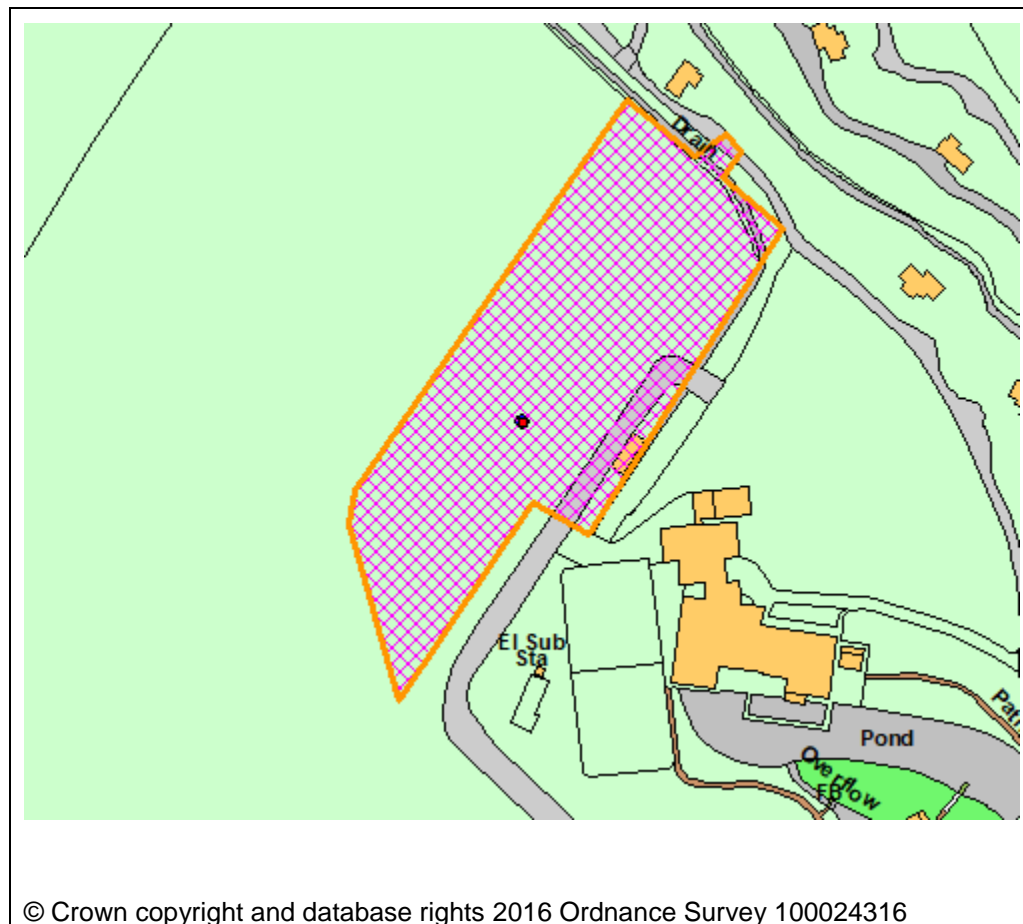 Drain
El Sub
Sta
Pond
Overflow
FB
© Crown copyright and database rights 2016 Ordnance Survey 100024316